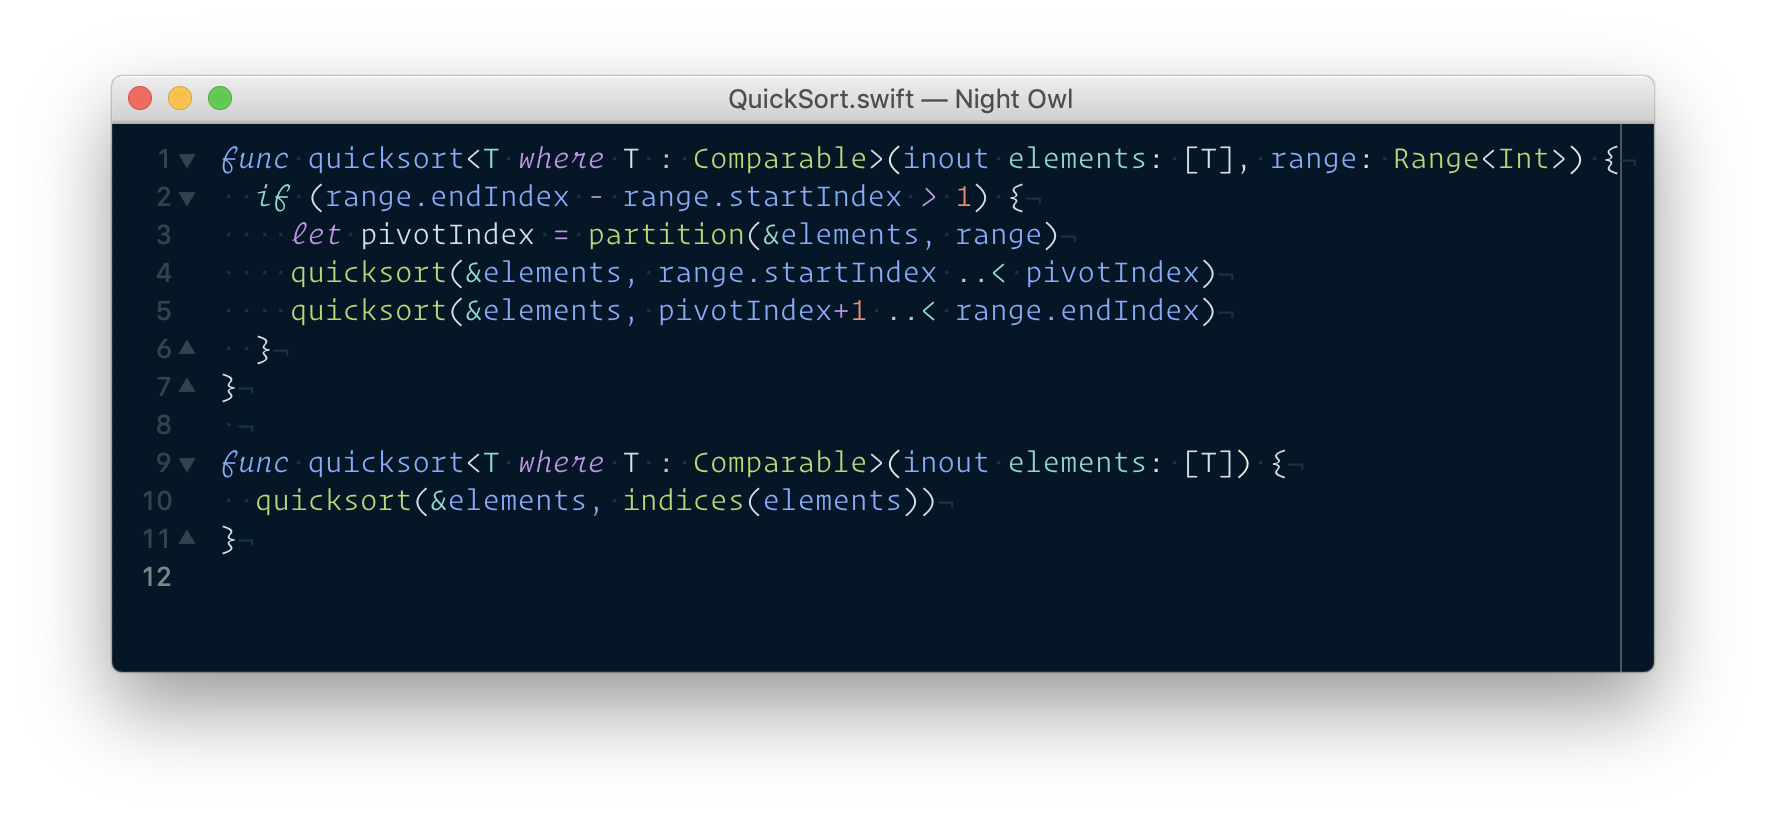 QuickSort.swift — Night Owl
1 func quicksort<T where T : Comparable>(inout elements: [T], range: Range<Int>) {
2   if (range.endIndex - range.startIndex > 1) {
3     let pivotIndex = partition(&elements, range)
4     quicksort(&elements, range.startIndex ..< pivotIndex)
5     quicksort(&elements, pivotIndex+1 ..< range.endIndex)
6   }
7 }
8
9 func quicksort<T where T : Comparable>(inout elements: [T]) {
10   quicksort(&elements, indices(elements))
11 }
12